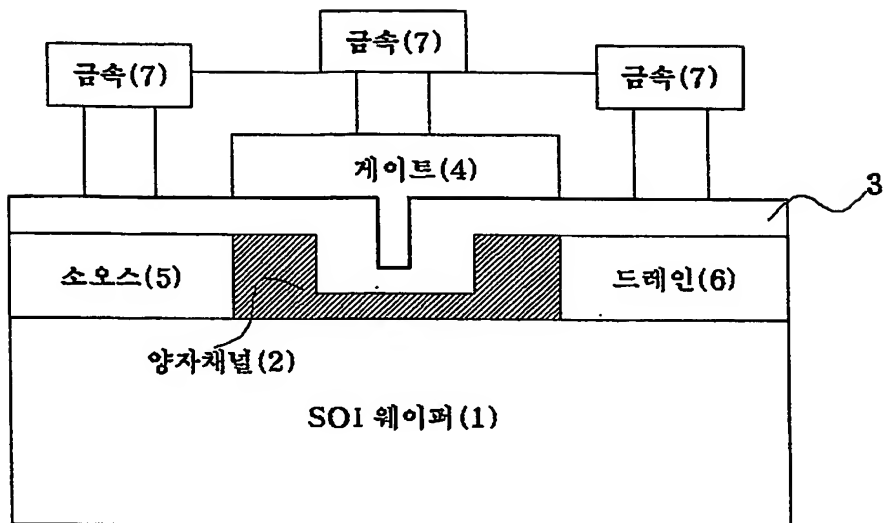 금속(7)
금속(7)
금속(7)
게이트(4)
3
소오스(5)
드레인(6)
양자채널(2)
SOI 웨이퍼(1)